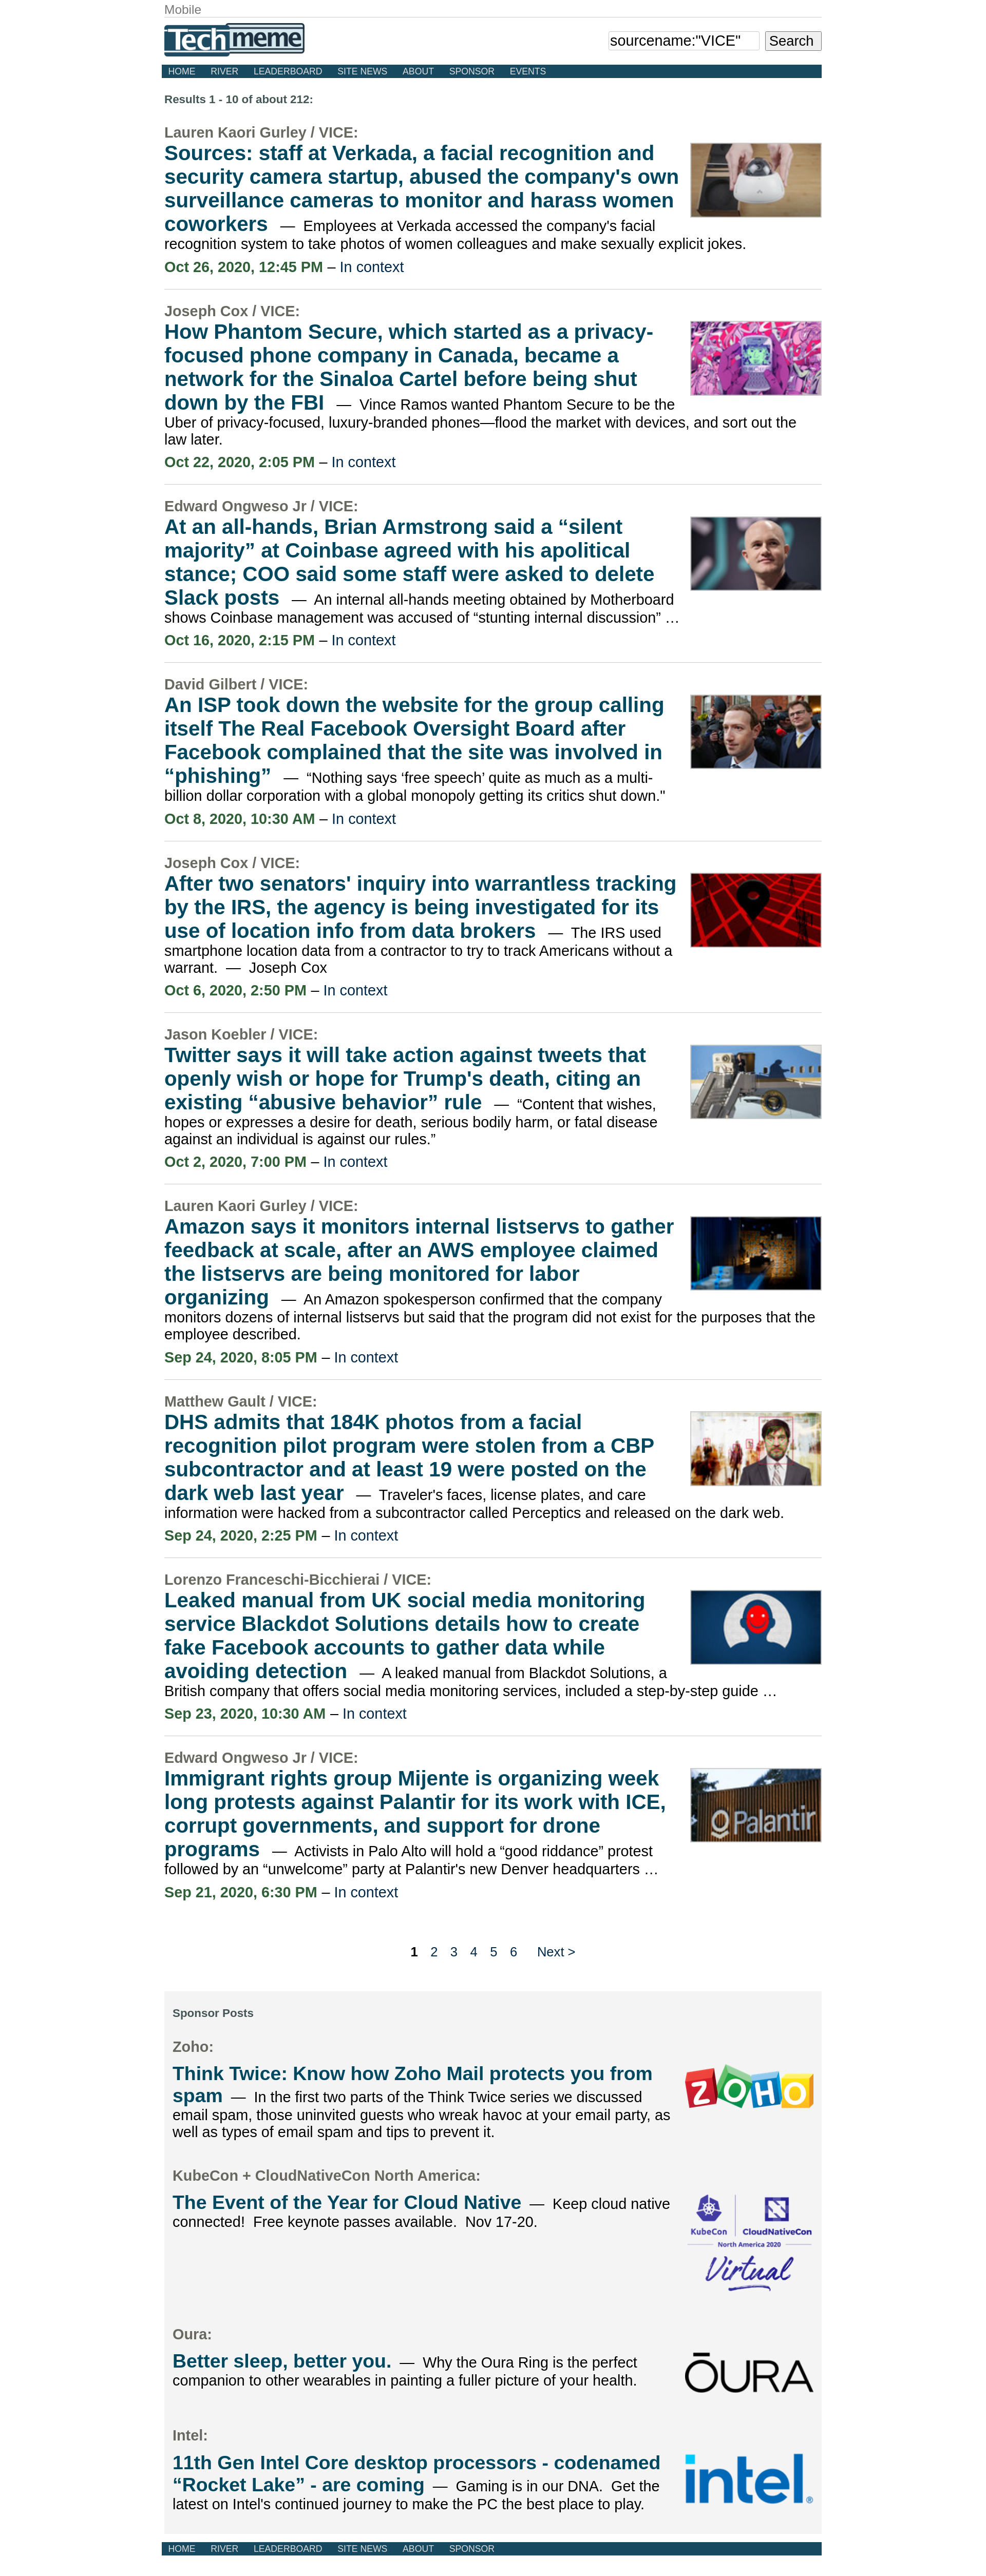 Mobile
Techmeme
sourcename:"VICE"
Search
HOME RIVER LEADERBOARD SITE NEWS ABOUT SPONSOR EVENTS
Results 1 - 10 of about 212:
Lauren Kaori Gurley / VICE:
Sources: staff at Verkada, a facial recognition and
security camera startup, abused the company's own
surveillance cameras to monitor and harass women
coworkers — Employees at Verkada accessed the company's facial
recognition system to take photos of women colleagues and make sexually explicit jokes.
Oct 26, 2020, 12:45 PM – In context
Joseph Cox / VICE:
How Phantom Secure, which started as a privacy-
focused phone company in Canada, became a
network for the Sinaloa Cartel before being shut
down by the FBI — Vince Ramos wanted Phantom Secure to be the
Uber of privacy-focused, luxury-branded phones—flood the market with devices, and sort out the
law later.
Oct 22, 2020, 2:05 PM – In context
Edward Ongweso Jr / VICE:
At an all-hands, Brian Armstrong said a “silent
majority” at Coinbase agreed with his apolitical
stance; COO said some staff were asked to delete
Slack posts — An internal all-hands meeting obtained by Motherboard
shows Coinbase management was accused of “stunting internal discussion” …
Oct 16, 2020, 2:15 PM – In context
David Gilbert / VICE:
An ISP took down the website for the group calling
itself The Real Facebook Oversight Board after
Facebook complained that the site was involved in
“phishing” — “Nothing says ‘free speech’ quite as much as a multi-
billion dollar corporation with a global monopoly getting its critics shut down."
Oct 8, 2020, 10:30 AM – In context
Joseph Cox / VICE:
After two senators' inquiry into warrantless tracking
by the IRS, the agency is being investigated for its
use of location info from data brokers — The IRS used
smartphone location data from a contractor to try to track Americans without a
warrant. — Joseph Cox
Oct 6, 2020, 2:50 PM – In context
Jason Koebler / VICE:
Twitter says it will take action against tweets that
openly wish or hope for Trump's death, citing an
existing “abusive behavior” rule — “Content that wishes,
hopes or expresses a desire for death, serious bodily harm, or fatal disease
against an individual is against our rules.”
Oct 2, 2020, 7:00 PM – In context
Lauren Kaori Gurley / VICE:
Amazon says it monitors internal listservs to gather
feedback at scale, after an AWS employee claimed
the listservs are being monitored for labor
organizing — An Amazon spokesperson confirmed that the company
monitors dozens of internal listservs but said that the program did not exist for the purposes that the
employee described.
Sep 24, 2020, 8:05 PM – In context
Matthew Gault / VICE:
DHS admits that 184K photos from a facial
recognition pilot program were stolen from a CBP
subcontractor and at least 19 were posted on the
dark web last year — Traveler's faces, license plates, and care
information were hacked from a subcontractor called Perceptics and released on the dark web.
Sep 24, 2020, 2:25 PM – In context
Lorenzo Franceschi-Bicchierai / VICE:
Leaked manual from UK social media monitoring
service Blackdot Solutions details how to create
fake Facebook accounts to gather data while
avoiding detection — A leaked manual from Blackdot Solutions, a
British company that offers social media monitoring services, included a step-by-step guide …
Sep 23, 2020, 10:30 AM – In context
Edward Ongweso Jr / VICE:
Immigrant rights group Mijente is organizing week
long protests against Palantir for its work with ICE,
corrupt governments, and support for drone
programs — Activists in Palo Alto will hold a “good riddance” protest
followed by an “unwelcome” party at Palantir's new Denver headquarters …
Palantir
Sep 21, 2020, 6:30 PM – In context
1 2 3 4 5 6 Next >
Sponsor Posts
Zoho:
Think Twice: Know how Zoho Mail protects you from
spam — In the first two parts of the Think Twice series we discussed
email spam, those uninvited guests who wreak havoc at your email party, as
well as types of email spam and tips to prevent it.
ZOHO
KubeCon + CloudNativeCon North America:
The Event of the Year for Cloud Native — Keep cloud native
connected! Free keynote passes available. Nov 17-20.
KubeCon CloudNativeCon
North America 2020
Virtual
Oura:
Better sleep, better you. — Why the Oura Ring is the perfect
companion to other wearables in painting a fuller picture of your health.
ŌURA
Intel:
11th Gen Intel Core desktop processors - codenamed
“Rocket Lake” - are coming — Gaming is in our DNA. Get the
latest on Intel's continued journey to make the PC the best place to play.
intel®
HOME RIVER LEADERBOARD SITE NEWS ABOUT SPONSOR